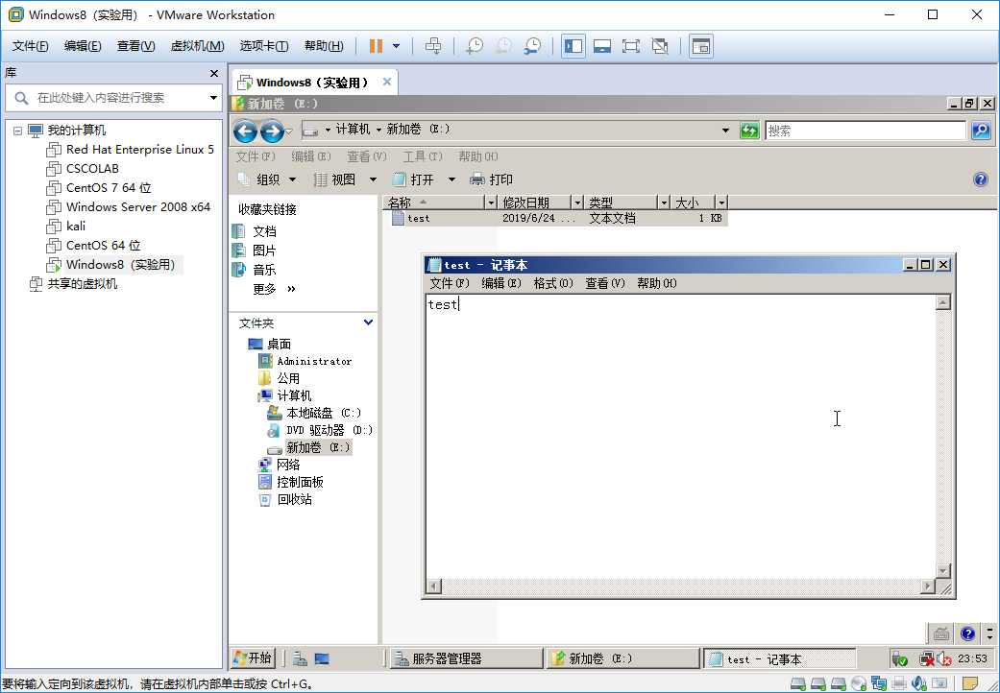 Windows8（实验用） - VMware Workstation
文件(F) 编辑(E) 查看(V) 虚拟机(M) 选项卡(T) 帮助(H)
库
在此处键入内容进行搜索
我的计算机
Red Hat Enterprise Linux 5
CSCOLAB
CentOS 7 64 位
Windows Server 2008 x64
kali
CentOS 64 位
Windows8（实验用）
共享的虚拟机
Windows8（实验用）
新加卷 (E:)
计算机 新加卷 (E:)
搜索
文件(F) 编辑(E) 查看(V) 工具(T) 帮助(H)
组织 视图 打开 打印
收藏夹链接
文档
图片
音乐
更多 »
文件夹
桌面
Administrator
公用
计算机
本地磁盘 (C:)
DVD 驱动器 (D:)
新加卷 (E:)
网络
控制面板
回收站
名称 修改日期 类型 大小
test 2019/6/24 ... 文本文档 1 KB
test - 记事本
文件(F) 编辑(E) 格式(O) 查看(V) 帮助(H)
test
开始 服务器管理器 新加卷 (E:) test - 记事本 23:53
要将输入定向到该虚拟机，请在虚拟机内部单击或按 Ctrl+G。